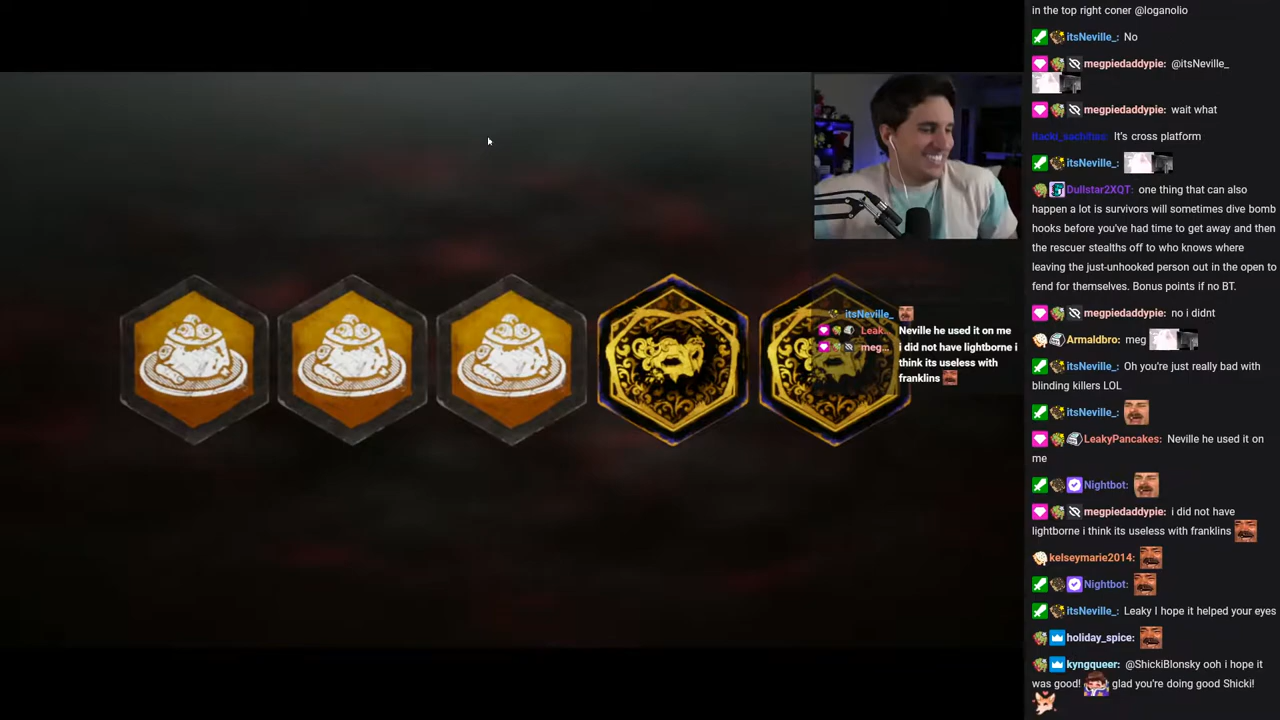 in the top right coner @loganolio
itsNeville_: No
megpiedaddypie: @itsNeville_
megpiedaddypie: wait what
It's cross platform
itsNeville_:
Dullstar2XQT: one thing that can also
happen a lot is survivors will sometimes dive bomb
hooks before you've had time to get away and then
the rescuer stealths off to who knows where
leaving the just-unhooked person out in the open to
fend for themselves. Bonus points if no BT.
megpiedaddypie: no i didnt
Armaldbro: meg
itsNeville_: Oh you're just really bad with
blinding killers LOL
itsNeville_:
LeakyPancakes: Neville he used it on
me
Nightbot:
megpiedaddypie: i did not have
lightborne i think its useless with franklins
kelseymarie2014:
Nightbot:
itsNeville_: Leaky I hope it helped your eyes
holiday_spice:
kyngqueer: @ShickiBlonsky ooh i hope it
was good! glad you're doing good Shicki!
itsNeville_:
Leak... Neville he used it on me
meg... i did not have lightborne i
think its useless with
franklins